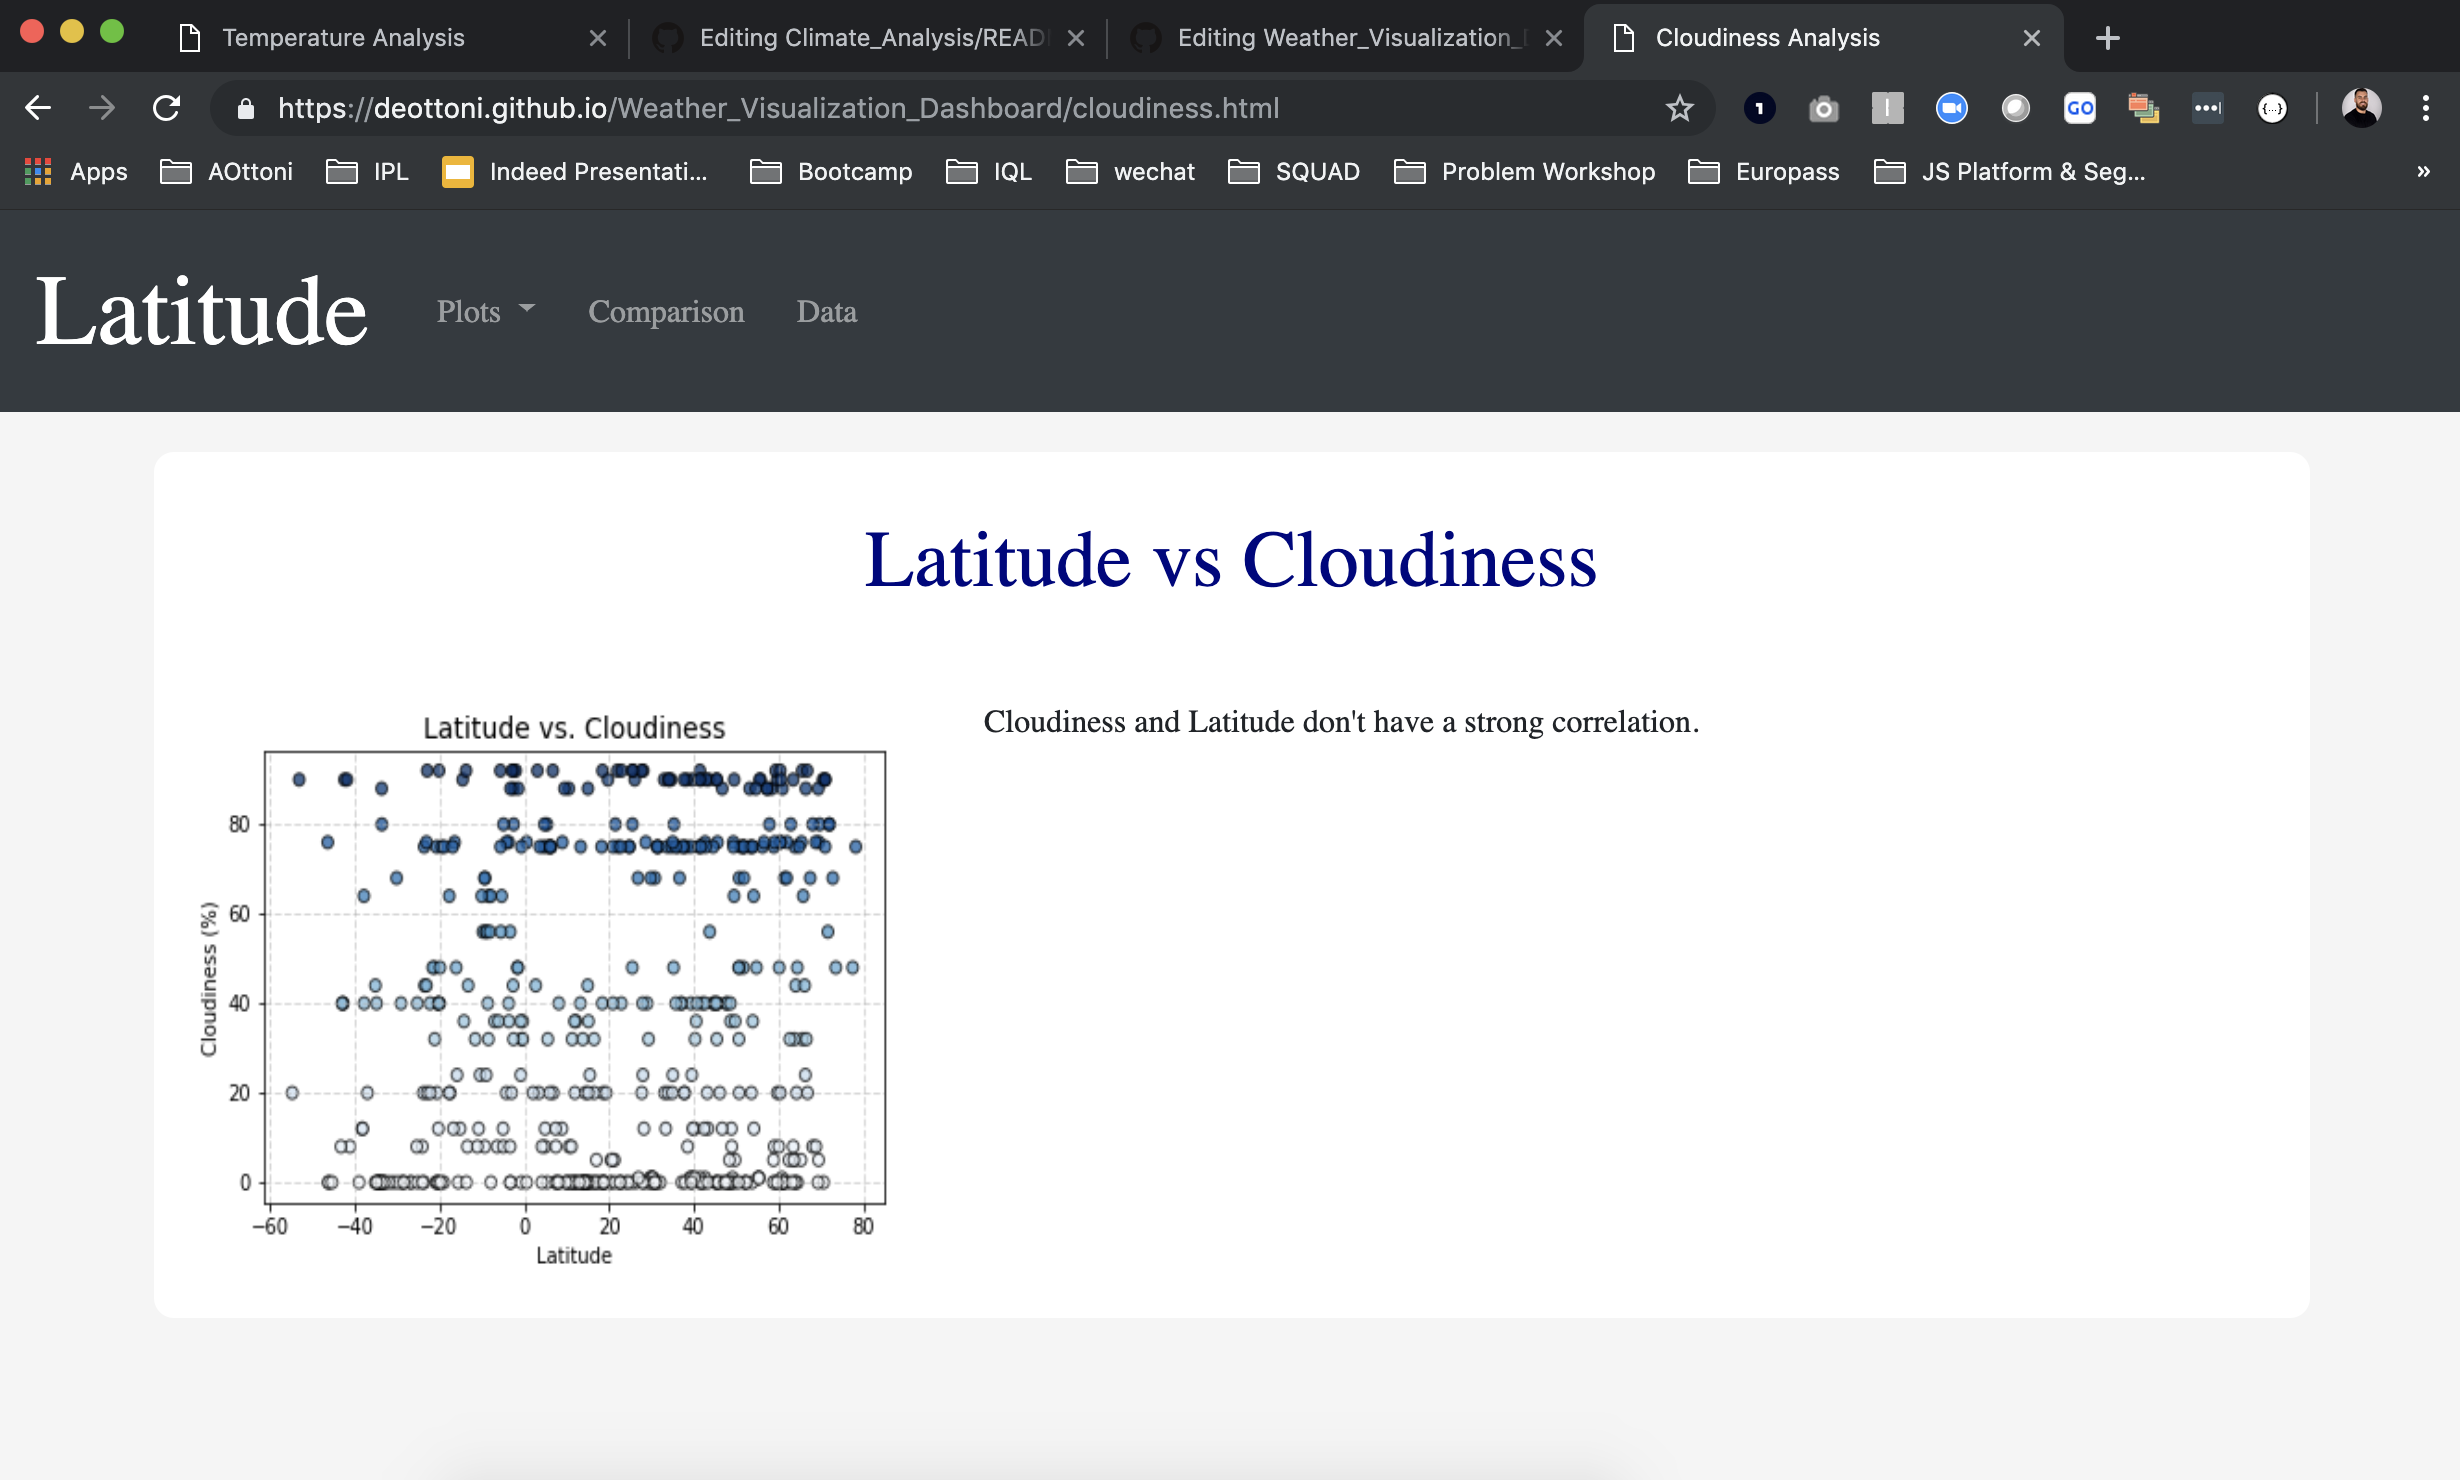 Temperature Analysis
Editing Climate_Analysis/READ
Editing Weather_Visualization_
Cloudiness Analysis
https://deottoni.github.io/Weather_Visualization_Dashboard/cloudiness.html
1
GO
{...}
Apps
AOttoni
IPL
Indeed Presentati...
Bootcamp
IQL
wechat
SQUAD
Problem Workshop
Europass
JS Platform & Seg...
»
Latitude
Plots
Comparison
Data
Latitude vs Cloudiness
Latitude vs. Cloudiness
Cloudiness and Latitude don't have a strong correlation.
Cloudiness (%)
80
60
40
20
0
−60
−40
−20
0
20
40
60
80
Latitude